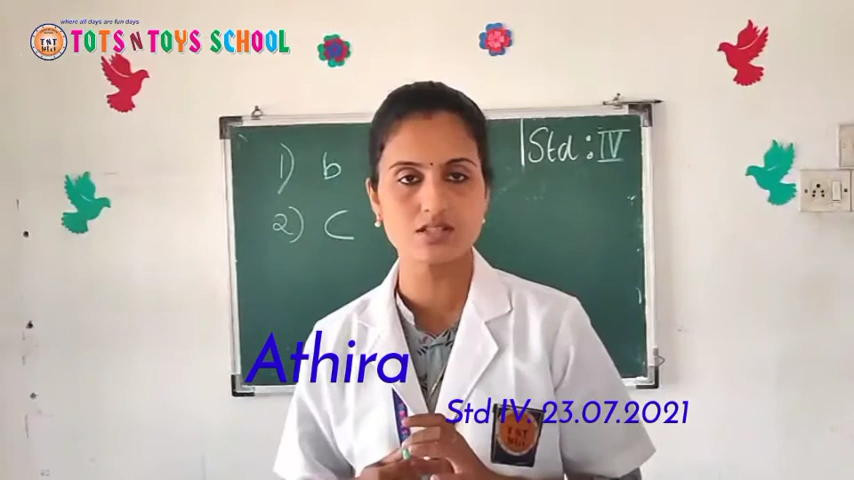 where all days are fun days
TOTS N TOYS SCHOOL
Std : IV
1) b
2) c
Athira
Std IV. 23.07.2021
TNT